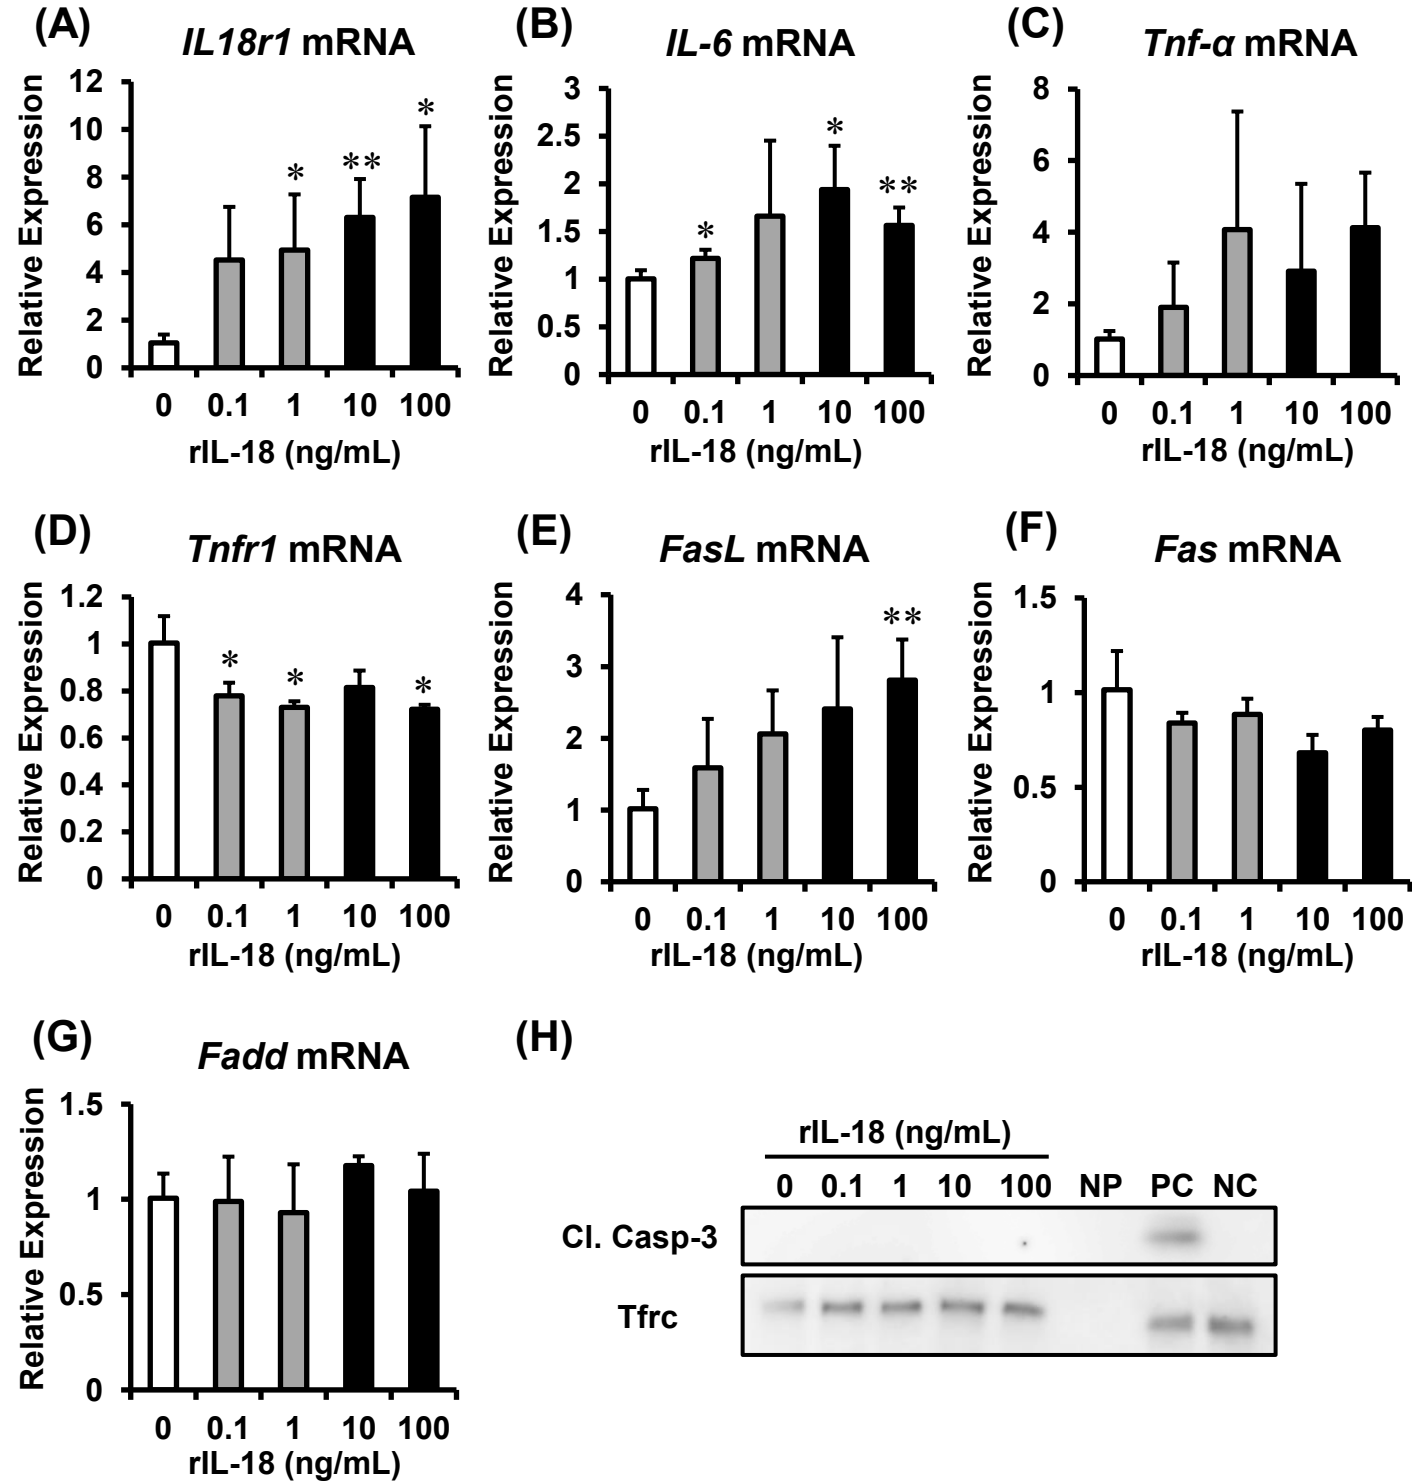 (A)
IL18r1 mRNA
Relative Expression
12
10
8
6
4
2
0
*
**
*
0 0.1 1 10 100
rIL-18 (ng/mL)
(B)
IL-6 mRNA
Relative Expression
3
2.5
2
1.5
1
0.5
0
*
*
**
0 0.1 1 10 100
rIL-18 (ng/mL)
(C)
Tnf-α mRNA
Relative Expression
8
6
4
2
0
0 0.1 1 10 100
rIL-18 (ng/mL)
(D)
Tnfr1 mRNA
Relative Expression
1.2
1
0.8
0.6
0.4
0.2
0
*
*
*
0 0.1 1 10 100
rIL-18 (ng/mL)
(E)
FasL mRNA
Relative Expression
4
3
2
1
0
**
0 0.1 1 10 100
rIL-18 (ng/mL)
(F)
Fas mRNA
Relative Expression
1.5
1
0.5
0
0 0.1 1 10 100
rIL-18 (ng/mL)
(G)
Fadd mRNA
Relative Expression
1.5
1
0.5
0
0 0.1 1 10 100
rIL-18 (ng/mL)
(H)
rIL-18 (ng/mL)
0 0.1 1 10 100 NP PC NC
Cl. Casp-3
Tfrc